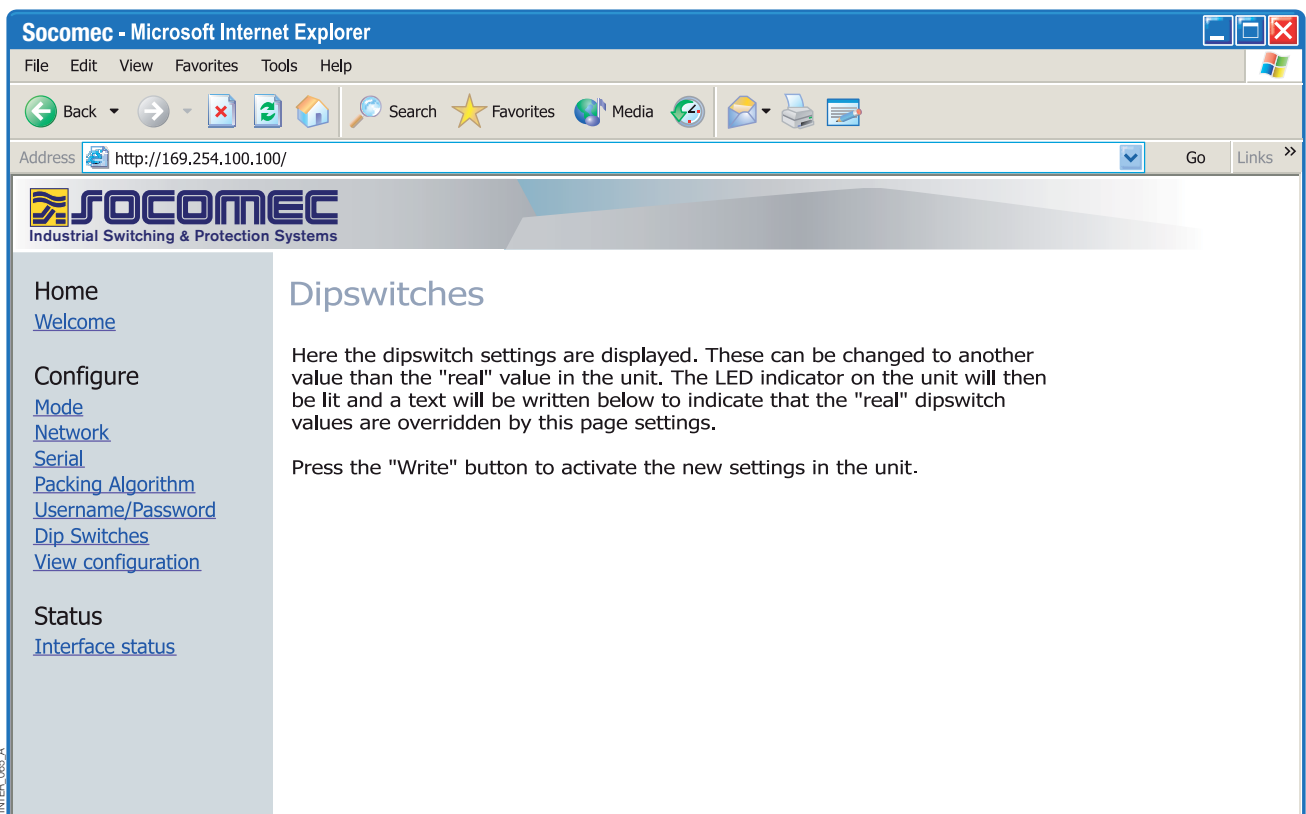 Socomec - Microsoft Internet Explorer
File Edit View Favorites Tools Help
Back Search Favorites Media
Address http://169.254.100.100/ Go Links »
SOCOMEC
Industrial Switching & Protection Systems
Home
Welcome
Configure
Mode
Network
Serial
Packing Algorithm
Username/Password
Dip Switches
View configuration
Status
Interface status
Dipswitches
Here the dipswitch settings are displayed. These can be changed to another
value than the "real" value in the unit. The LED indicator on the unit will then
be lit and a text will be written below to indicate that the "real" dipswitch
values are overridden by this page settings.
Press the "Write" button to activate the new settings in the unit.